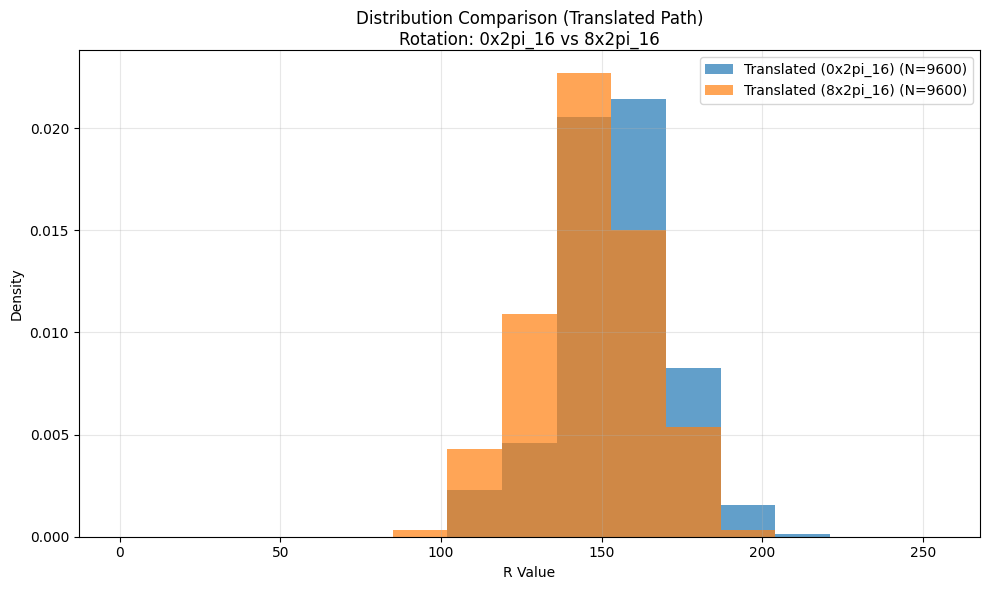 Distribution Comparison (Translated Path)
Rotation: 0x2pi_16 vs 8x2pi_16
Translated (0x2pi_16) (N=9600)
Translated (8x2pi_16) (N=9600)
0.020
0.015
0.010
0.005
0.000
Density
0 50 100 150 200 250
R Value